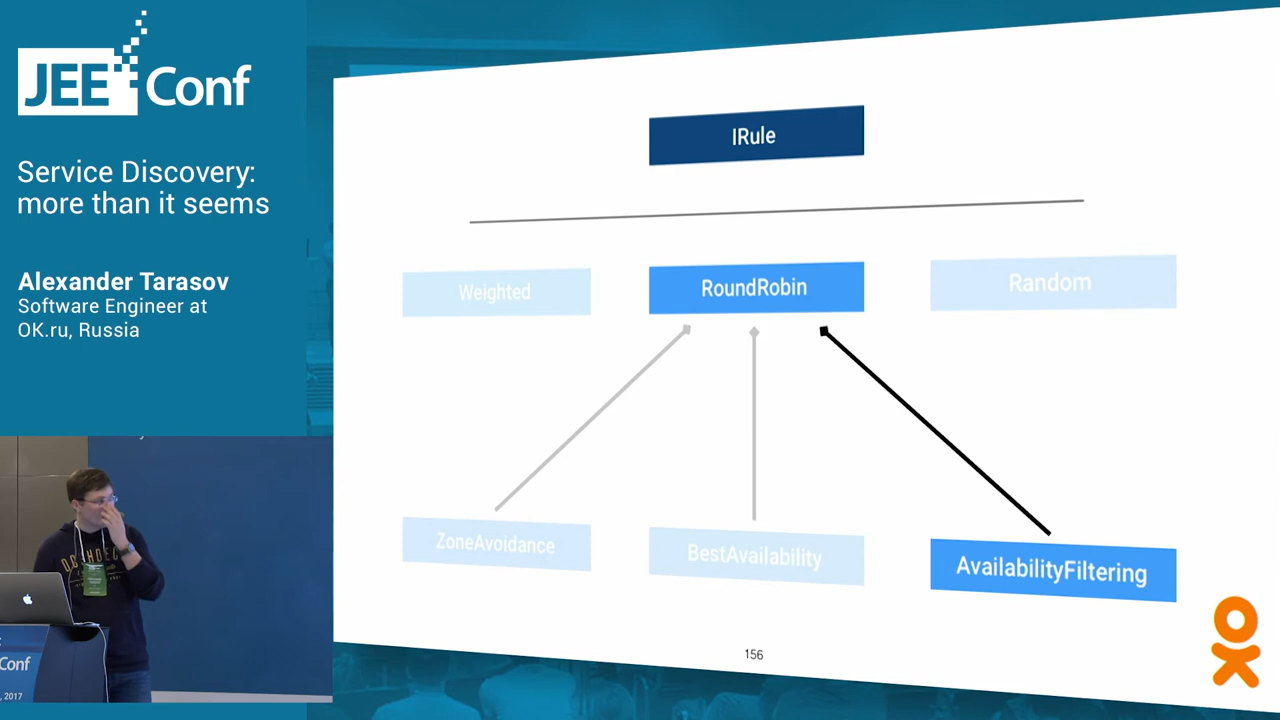 JEE Conf
Service Discovery:
more than it seems
Alexander Tarasov
Software Engineer at
OK.ru, Russia
IRule
Weighted
RoundRobin
Random
ZoneAvoidance
BestAvailability
AvailabilityFiltering
156
Conf
, 2017